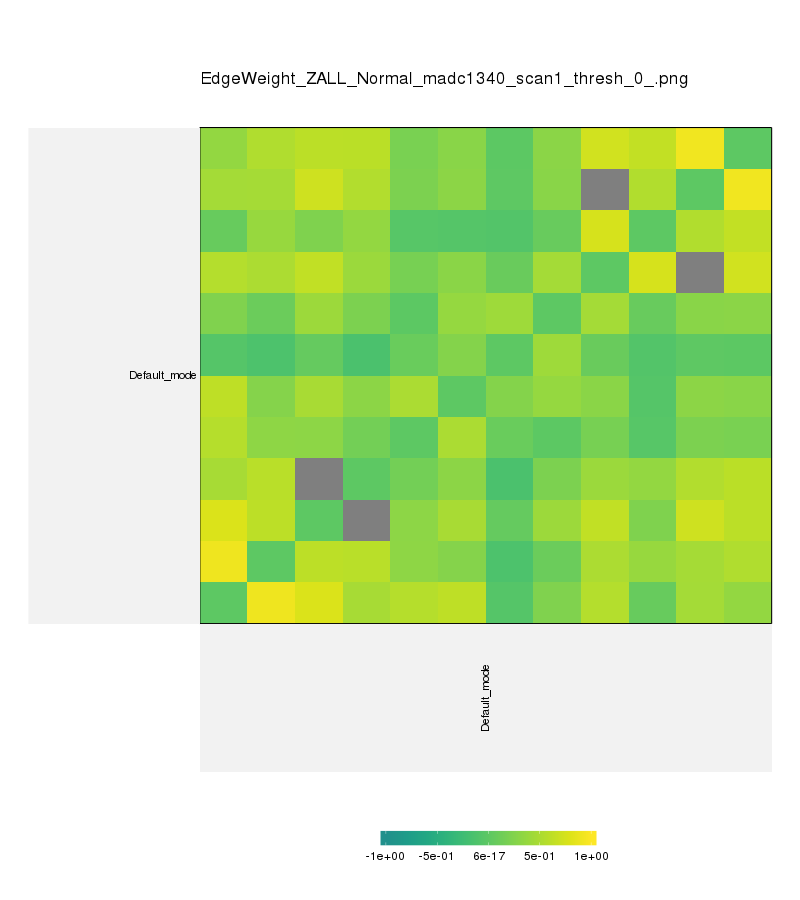 EdgeWeight_ZALL_Normal_madc1340_scan1_thresh_0_.png
Default_mode
Default_mode
-1e+00 -5e-01 6e-17 5e-01 1e+00